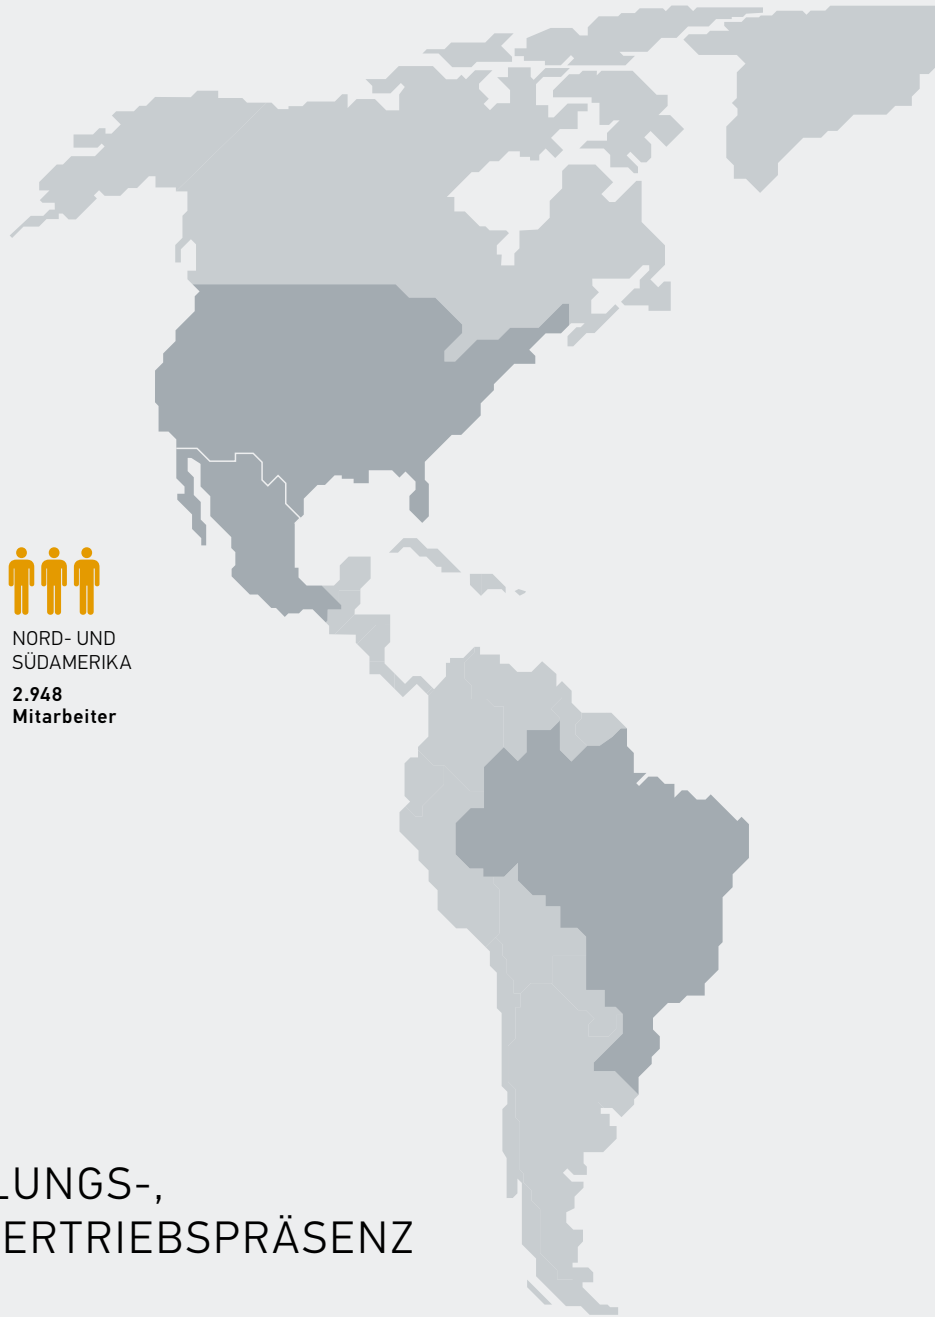 NORD- UND
SÜDAMERIKA
2.948
Mitarbeiter
LUNGS-,
ERTRIEBSPRÄSENZ